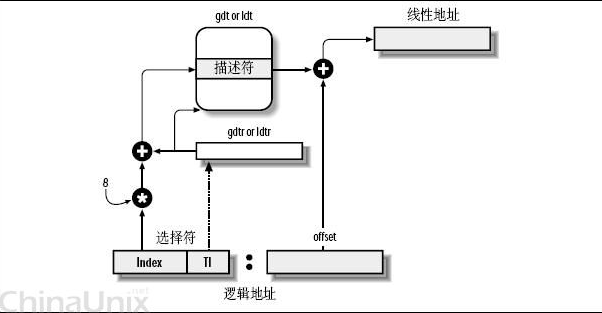 gdt or ldt
线性地址
描述符
gdtr or ldtr
8
选择符
offset
Index
TI
:
逻辑地址
ChinaUnix.net